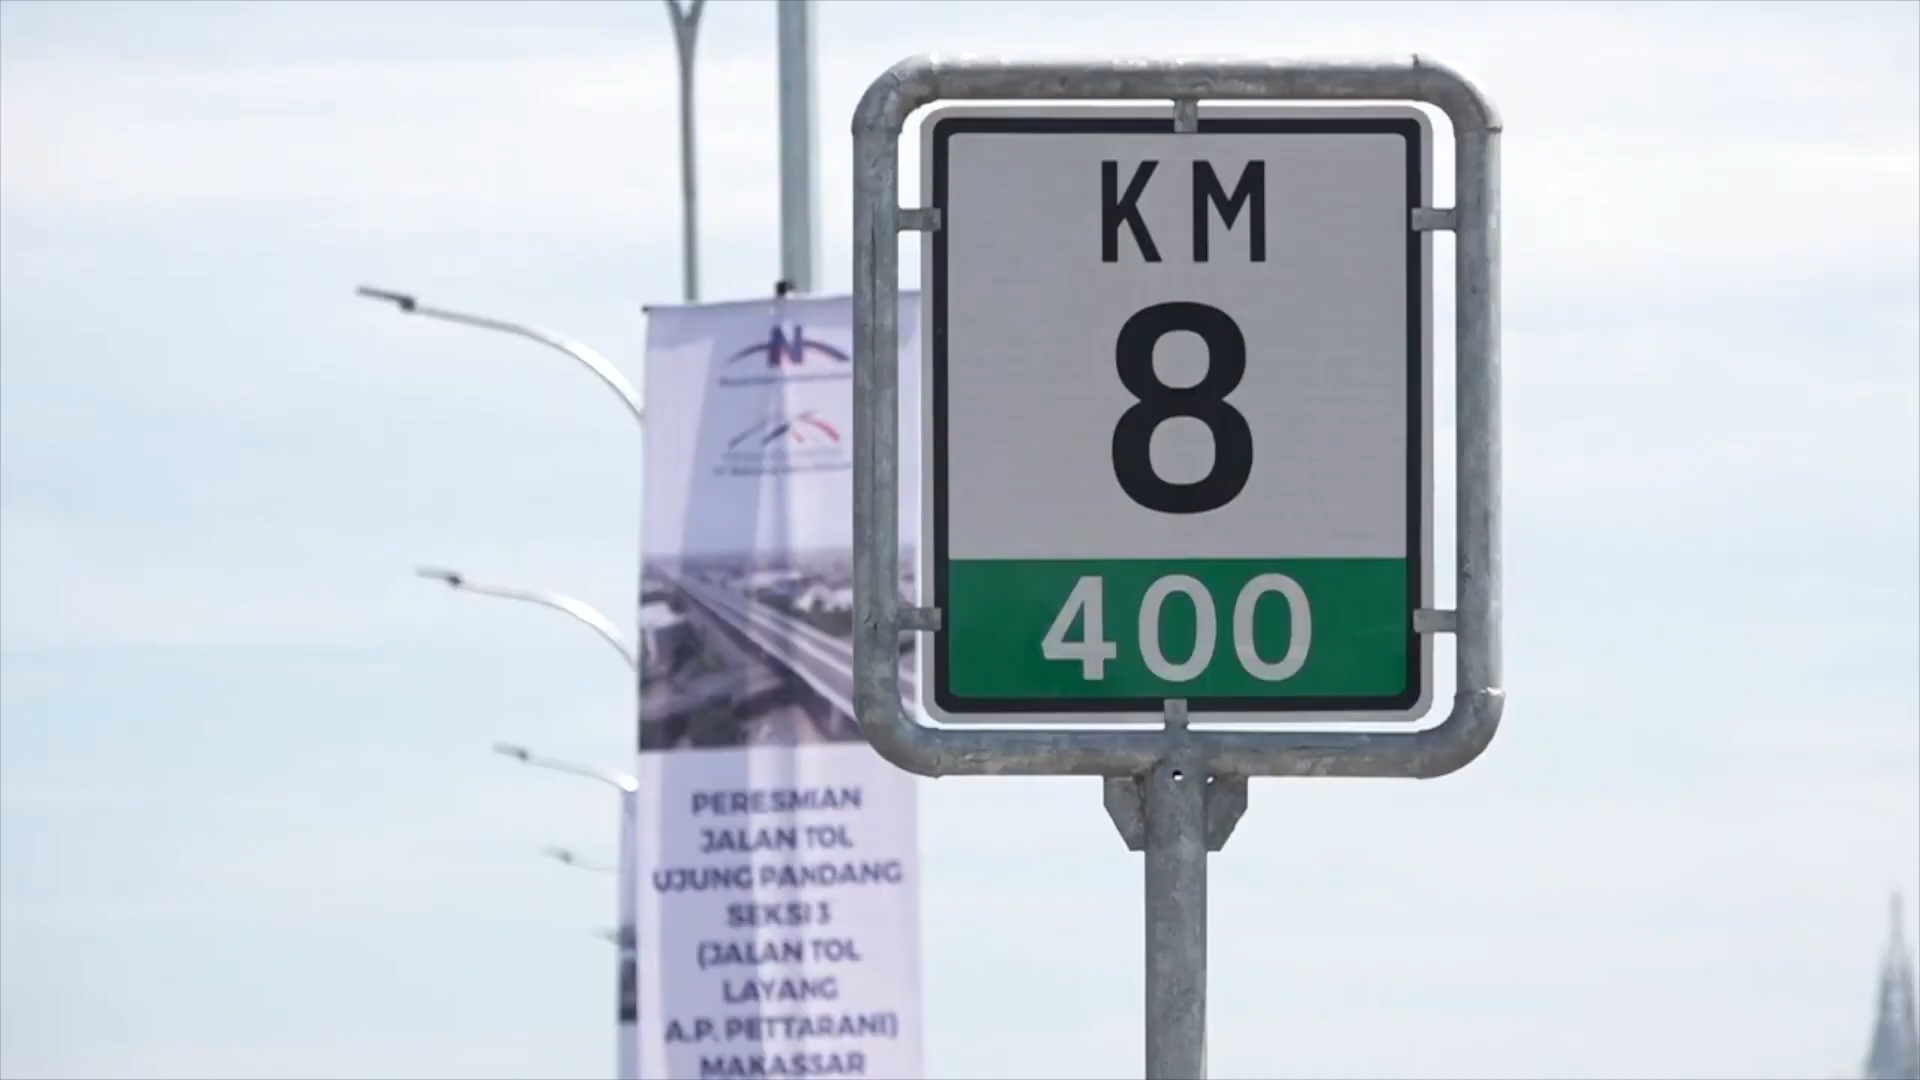 KM
8
400
N
PERESMIAN
JALAN TOL
UJUNG PANDANG
SEKSI 3
(JALAN TOL
LAYANG
A.P. PETTARANI)
MAKASSAR